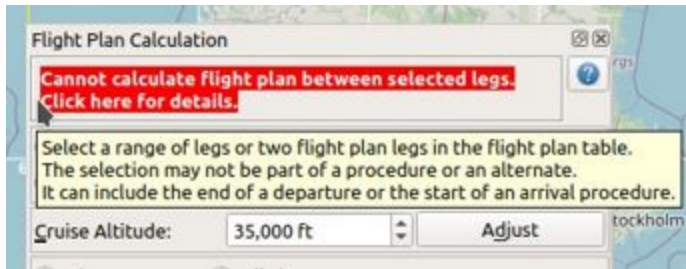 Flight Plan Calculation
Cannot calculate flight plan between selected legs.
Click here for details.
Select a range of legs or two flight plan legs in the flight plan table.
The selection may not be part of a procedure or an alternate.
It can include the end of a departure or the start of an arrival procedure.
Cruise Altitude: 35,000 ft Adjust
tockholm